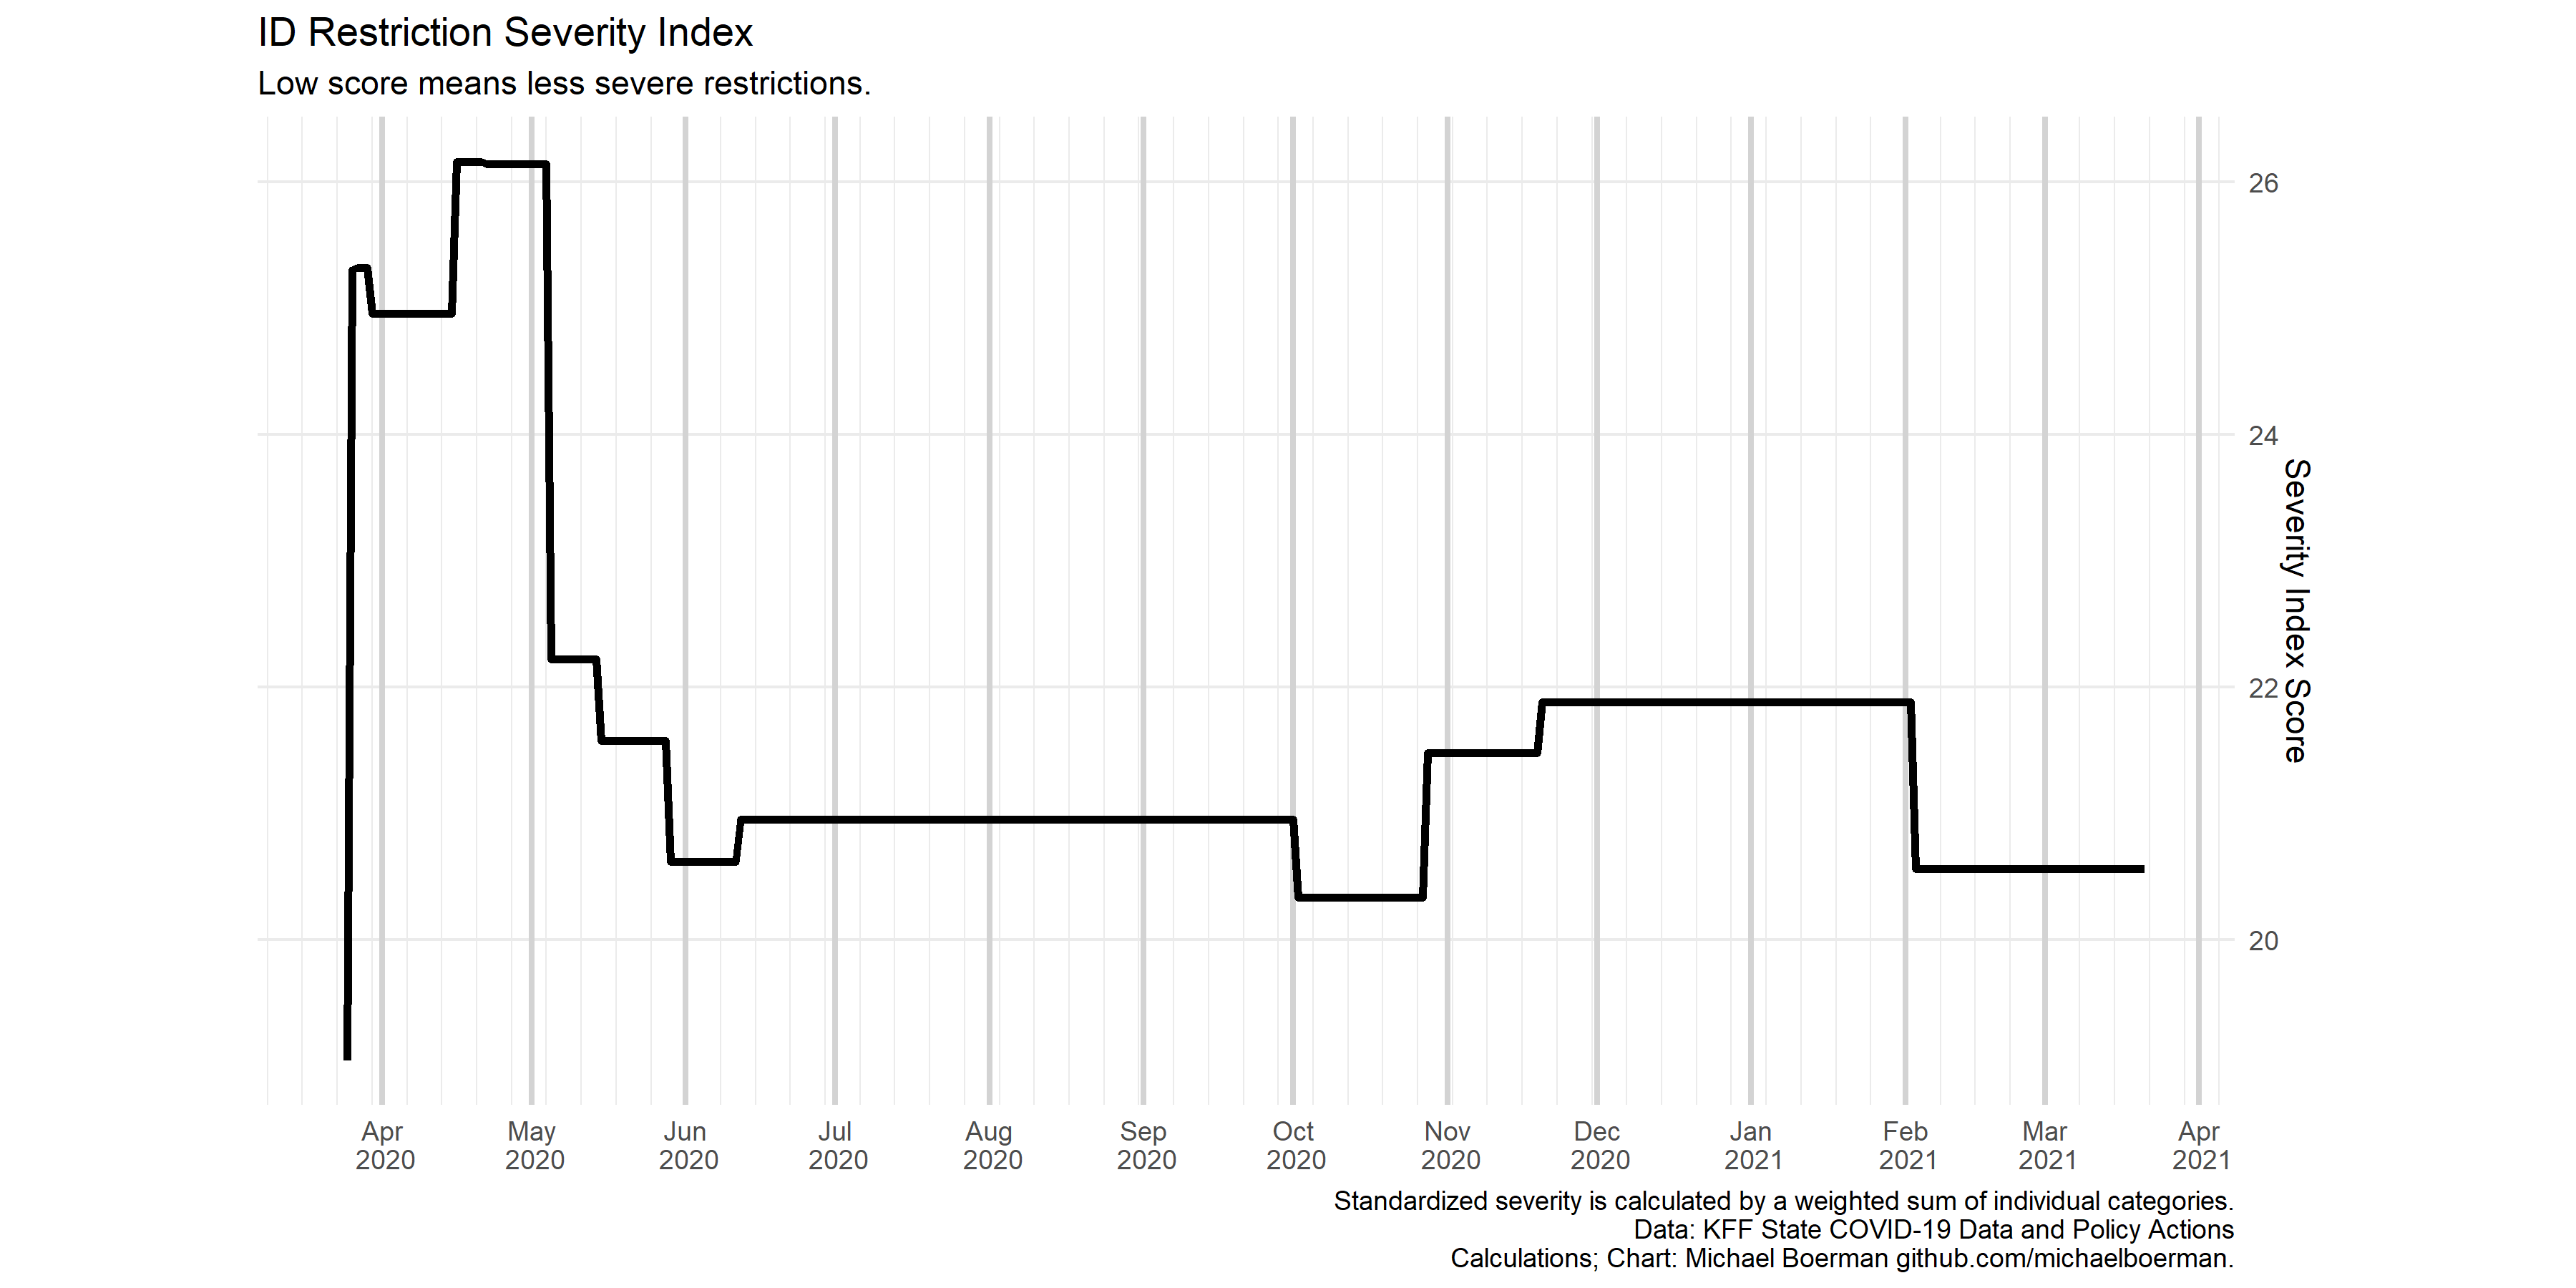 ID Restriction Severity Index
Low score means less severe restrictions.
26
24
22
20
Severity Index Score
Apr
2020
May
2020
Jun
2020
Jul
2020
Aug
2020
Sep
2020
Oct
2020
Nov
2020
Dec
2020
Jan
2021
Feb
2021
Mar
2021
Apr
2021
Standardized severity is calculated by a weighted sum of individual categories.
Data: KFF State COVID-19 Data and Policy Actions
Calculations; Chart: Michael Boerman github.com/michaelboerman.